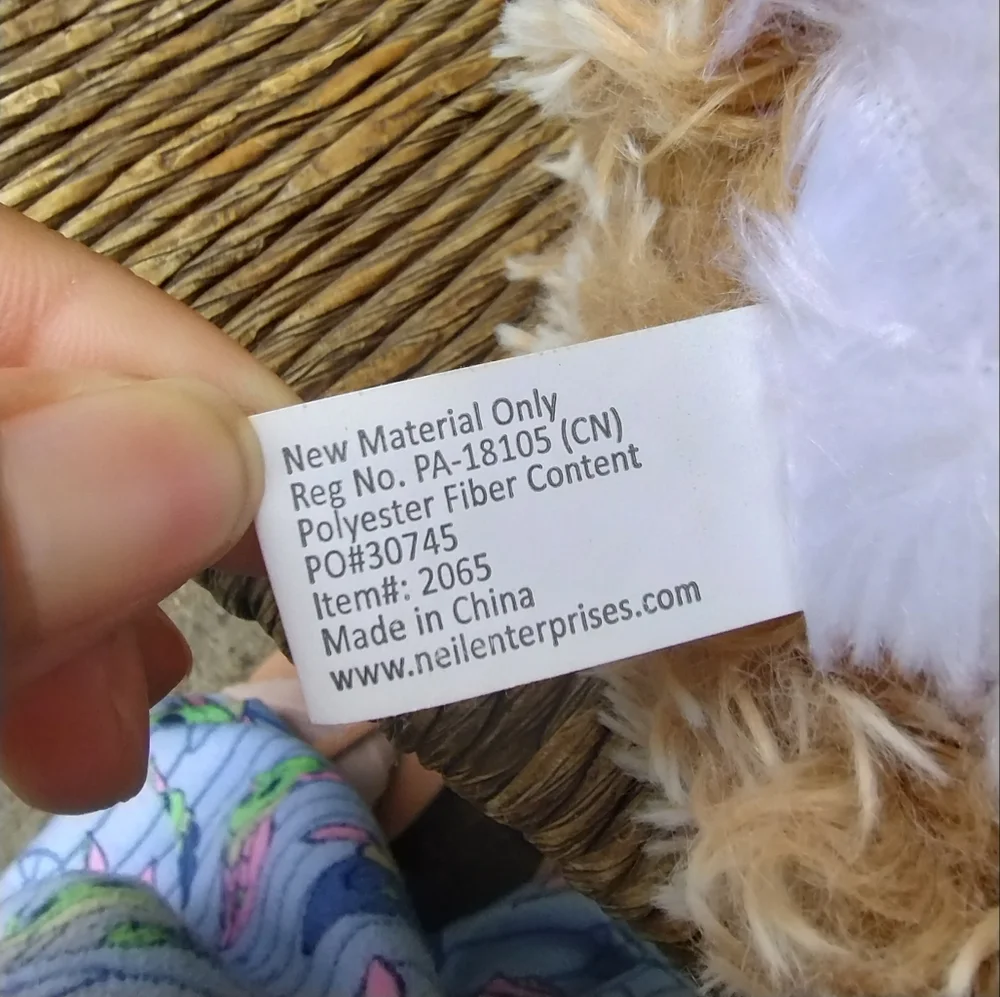 New Material Only
Reg No. PA-18105 (CN)
Polyester Fiber Content
PO#30745
Item#: 2065
Made in China
www.neilenterprises.com